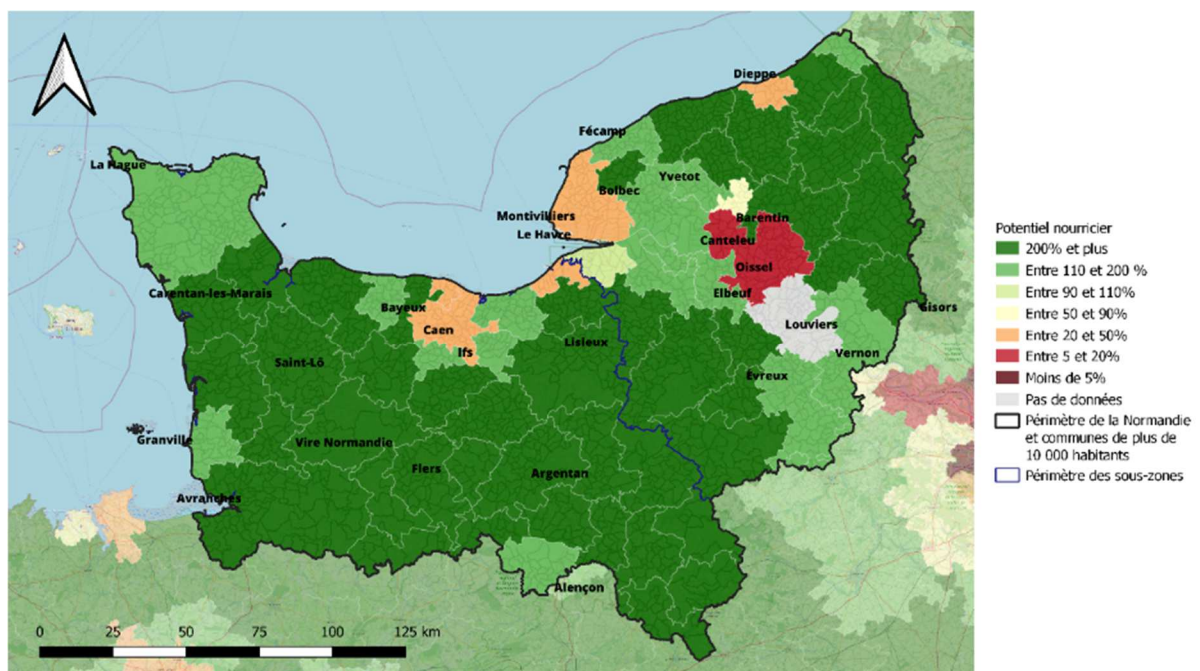 Dieppe
Fécamp
La Hague
Yvetot
Bolbec
Montivilliers
Barentin
Le Havre
Canteleu
Oissel
Carentan-les-Marais
Elbeuf
Bayeux
Gisors
Caen
Louviers
Lisieux
Ifs
Vernon
Saint-Lô
Évreux
Granville
Vire Normandie
Flers
Argentan
Avranches
Alençon
0 25 50 75 100 125 km
Potentiel nourricier
200% et plus
Entre 110 et 200 %
Entre 90 et 110%
Entre 50 et 90%
Entre 20 et 50%
Entre 5 et 20%
Moins de 5%
Pas de données
Périmètre de la Normandie
et communes de plus de
10 000 habitants
Périmètre des sous-zones